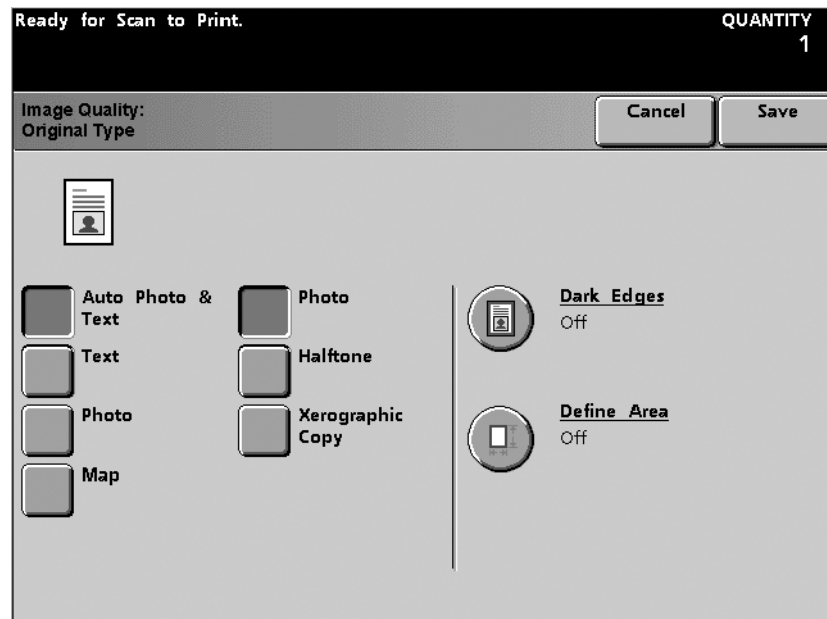 Ready for Scan to Print.
QUANTITY
1
Image Quality:
Original Type
Cancel
Save
Auto Photo &
Text
Text
Photo
Map
Photo
Halftone
Xerographic
Copy
Dark Edges
Off
Define Area
Off